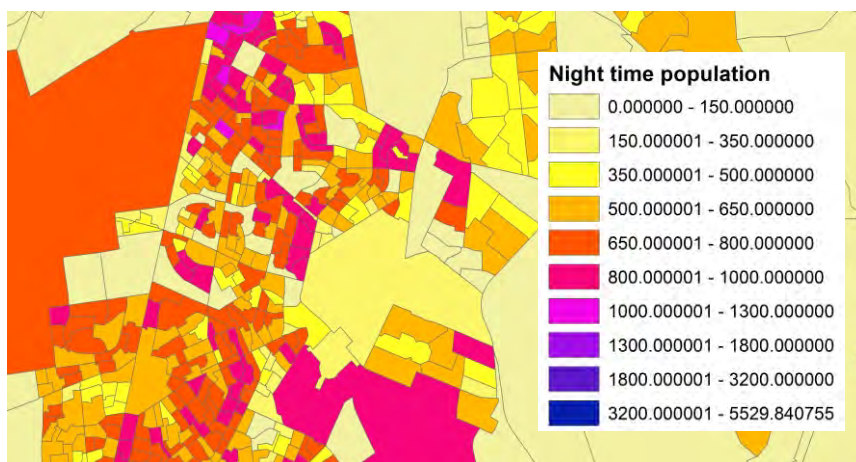 Night time population
0.000000 - 150.000000
150.000001 - 350.000000
350.000001 - 500.000000
500.000001 - 650.000000
650.000001 - 800.000000
800.000001 - 1000.000000
1000.000001 - 1300.000000
1300.000001 - 1800.000000
1800.000001 - 3200.000000
3200.000001 - 5529.840755